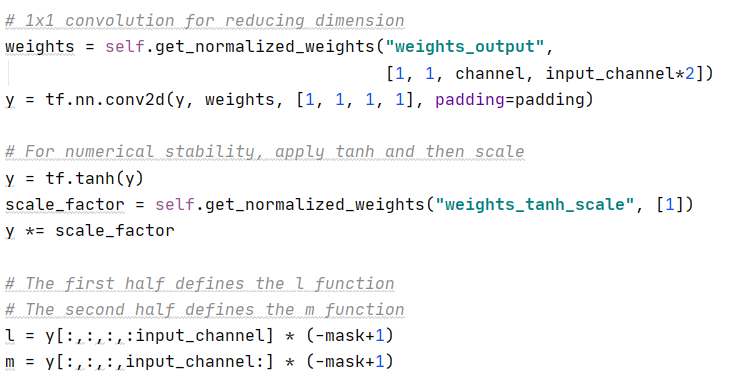 # 1x1 convolution for reducing dimension
weights = self.get_normalized_weights("weights_output",
[1, 1, channel, input_channel*2])
y = tf.nn.conv2d(y, weights, [1, 1, 1, 1], padding=padding)
# For numerical stability, apply tanh and then scale
y = tf.tanh(y)
scale_factor = self.get_normalized_weights("weights_tanh_scale", [1])
y *= scale_factor
# The first half defines the l function
# The second half defines the m function
l = y[:,:,:,:input_channel] * (-mask+1)
m = y[:,:,:,input_channel:] * (-mask+1)